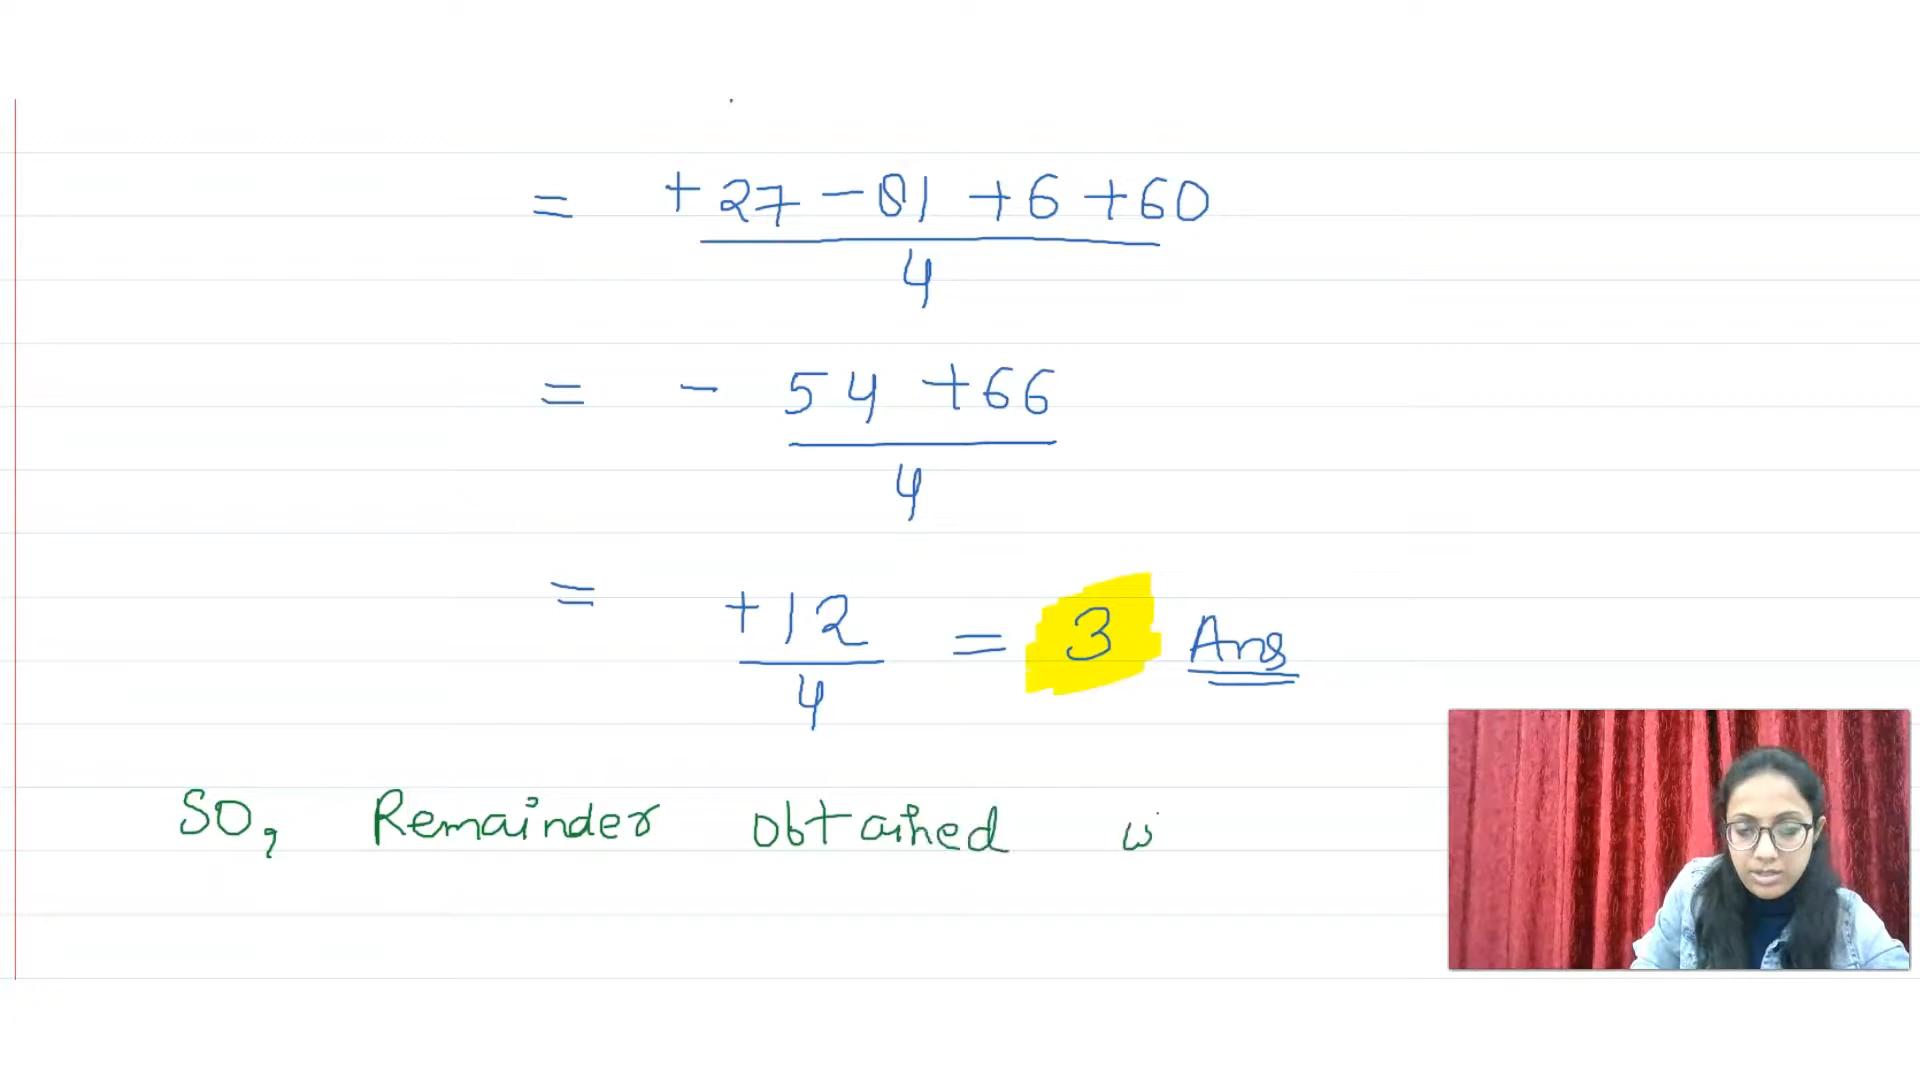 = +27 - 81 + 6 + 60
4
= - 54 + 66
4
= +12 = 3 Ans
4
SO, Remainder obtained